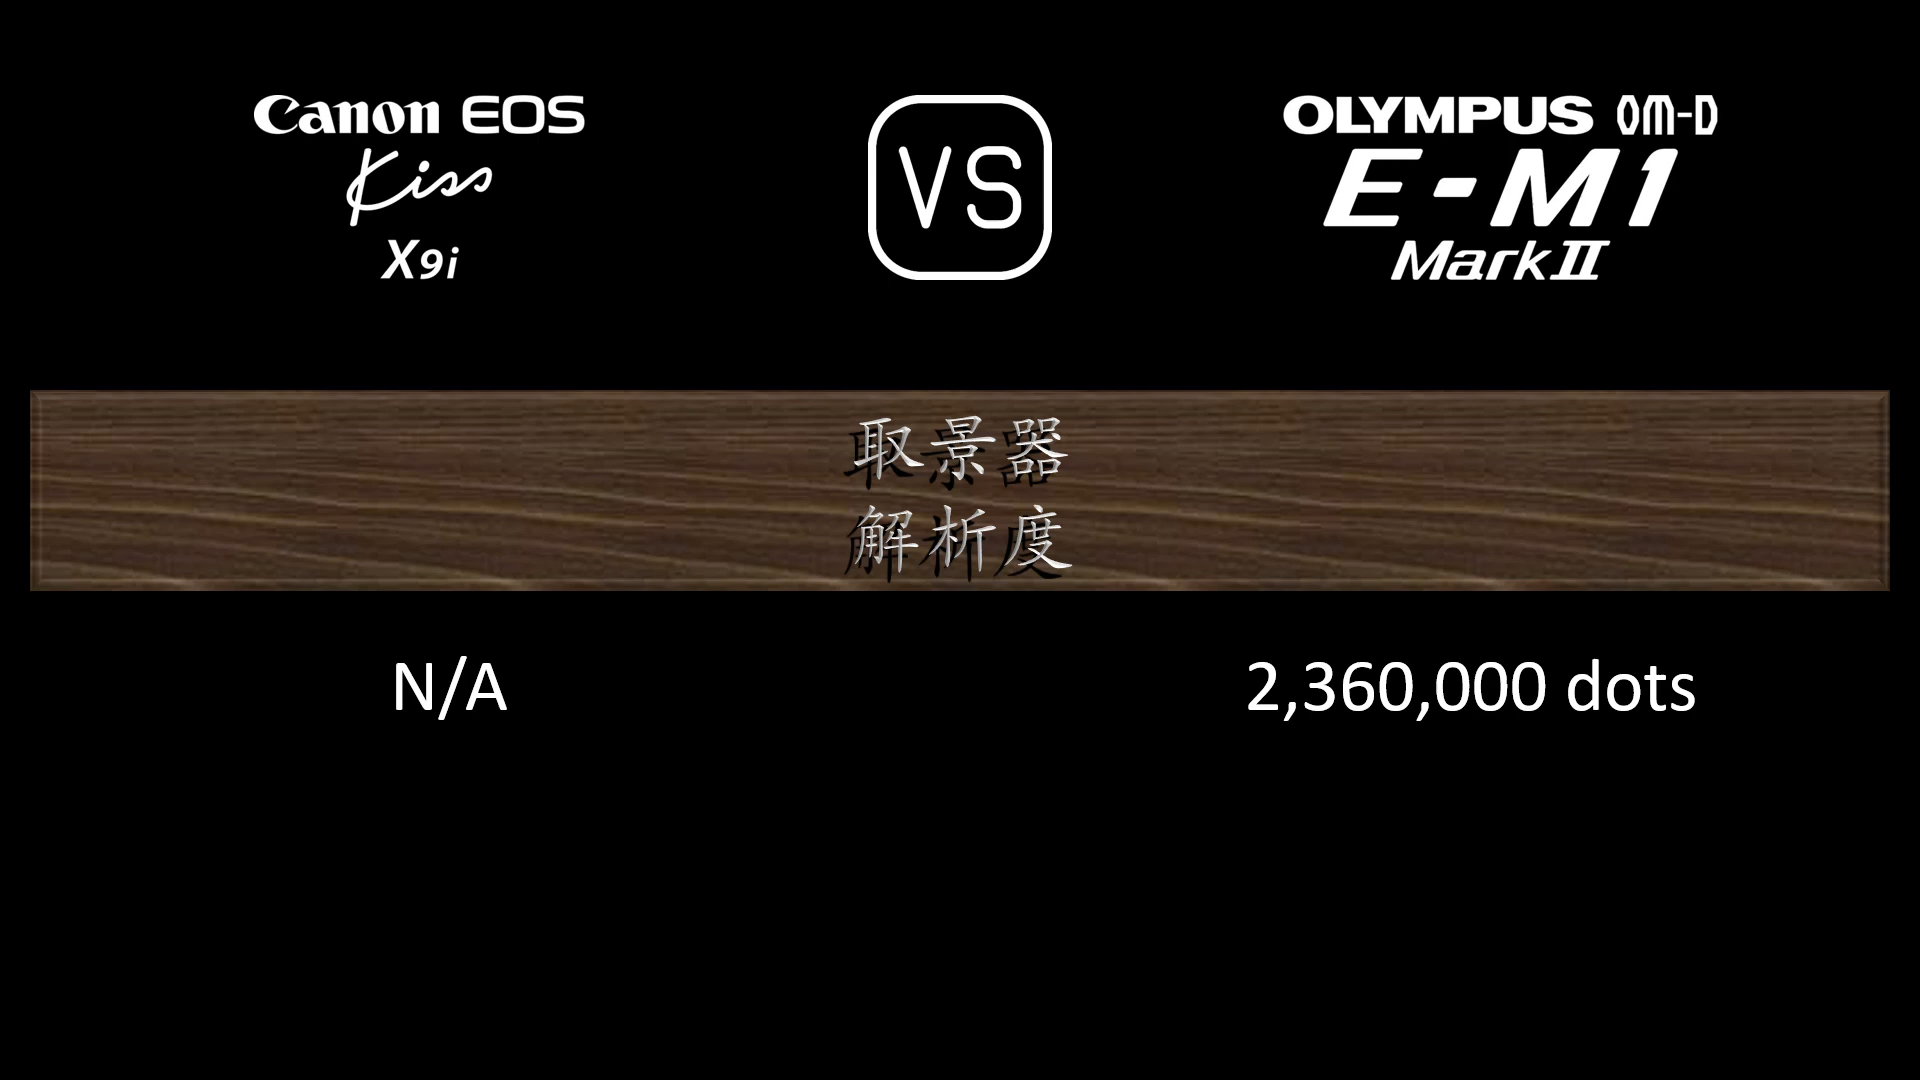 Canon EOS
Kiss
X9i
VS
OLYMPUS OM-D
E-M1
Mark II
取景器
解析度
N/A
2,360,000 dots